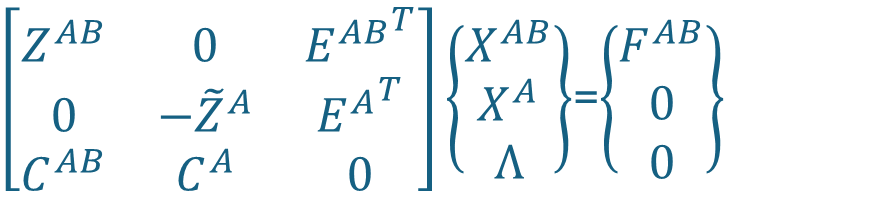 [Z^{AB} 0 E^{AB^T}] {X^{AB}} = {F^{AB}}
[0 −Z̃^A E^{A^T}] {X^A} {0}
[C^{AB} C^A 0] {Λ} {0}